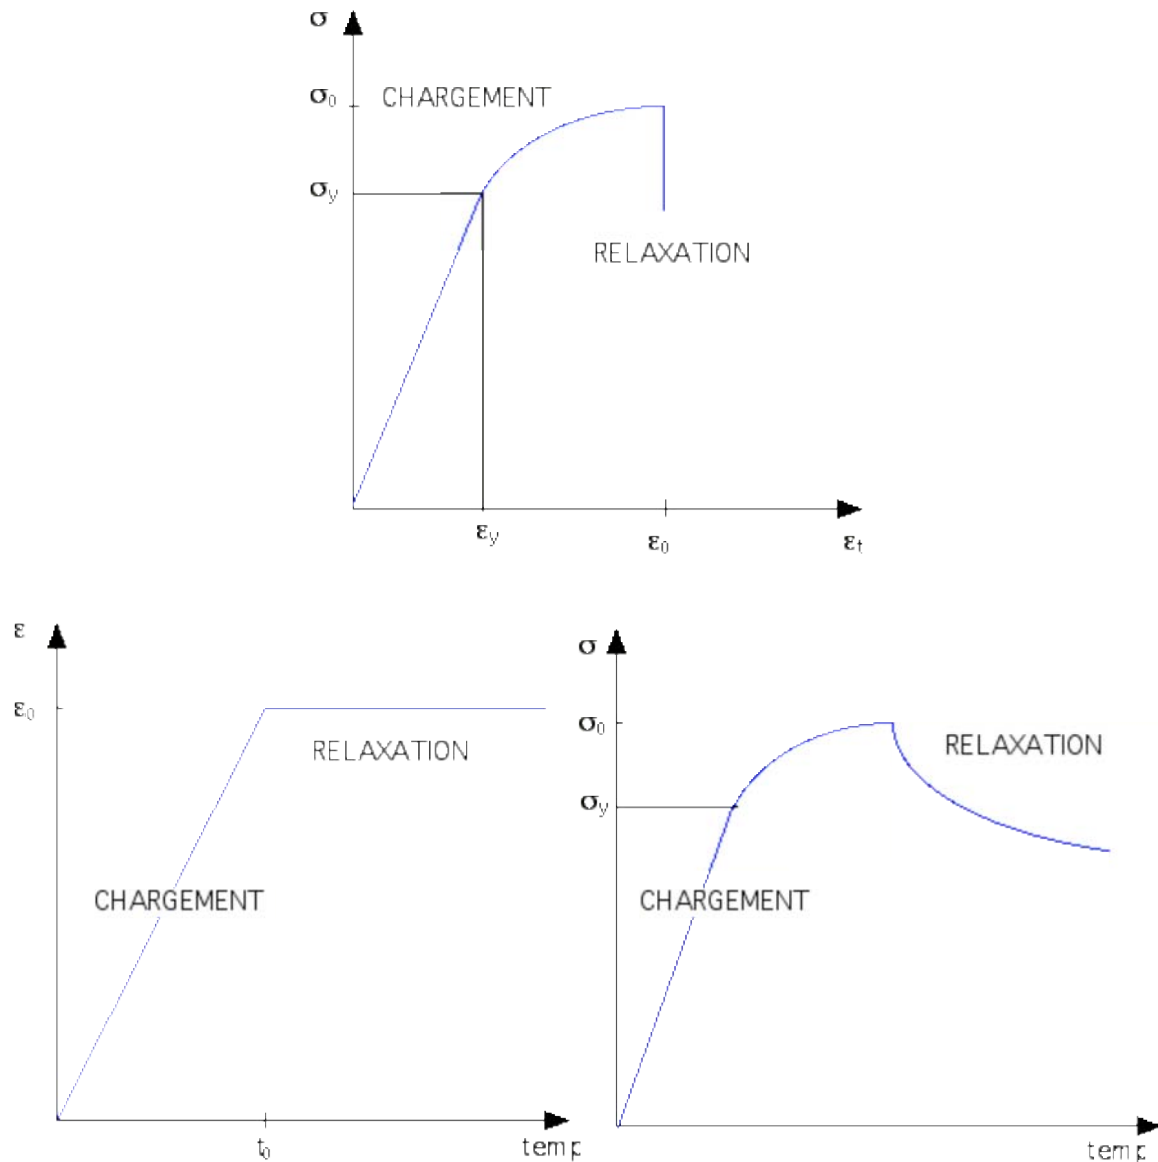 σ
σ₀ CHARGEMENT
σy
RELAXATION
εy ε₀ εt
ε
ε₀
RELAXATION
CHARGEMENT
t₀ temp
σ
σ₀
RELAXATION
σy
CHARGEMENT
temp